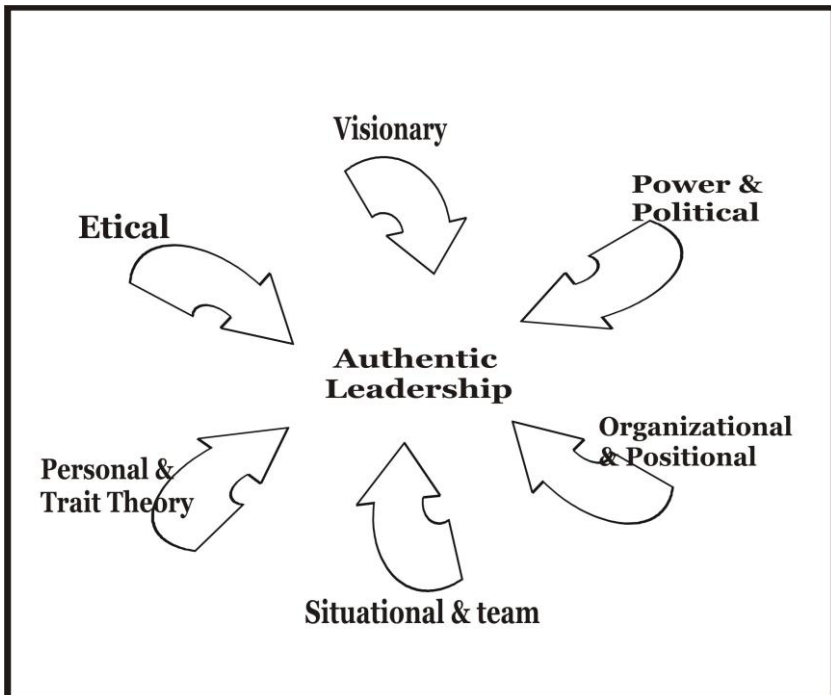 Visionary
Power &
Political
Etical
Authentic
Leadership
Organizational
& Positional
Personal &
Trait Theory
Situational & team